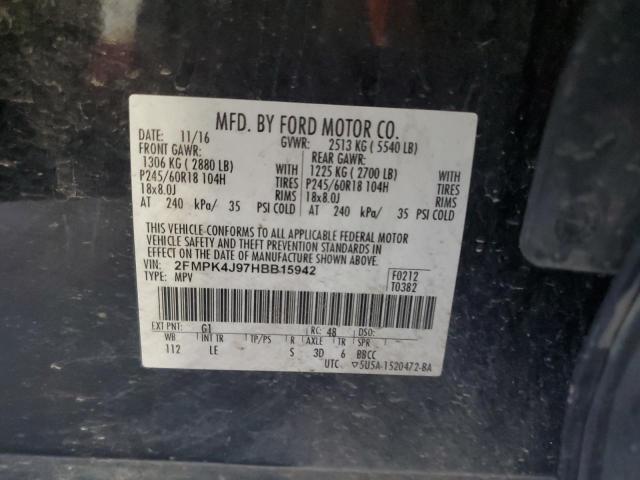 MFD. BY FORD MOTOR CO.
DATE: 11/16 GVWR: 2513 KG ( 5540 LB)
FRONT GAWR: REAR GAWR:
1306 KG ( 2880 LB) WITH 1225 KG ( 2700 LB) WITH
P245/60R18 104H TIRES P245/60R18 104H TIRES
18x8.0J RIMS 18x8.0J RIMS
AT 240 kPa/ 35 PSI COLD AT 240 kPa/ 35 PSI COLD
THIS VEHICLE CONFORMS TO ALL APPLICABLE FEDERAL MOTOR
VEHICLE SAFETY AND THEFT PREVENTION STANDARDS IN
EFFECT ON THE DATE OF MANUFACTURE SHOWN ABOVE.
VIN: 2FMPK4J97HBB15942 F0212
TYPE: MPV T0382
EXT PNT: G1 RC: 48 DSO:
WB INT TR TP/PS R AXLE TR SPR
112 LE S 3D 6 BBCC
UTC ▽5U5A-1520472-BA